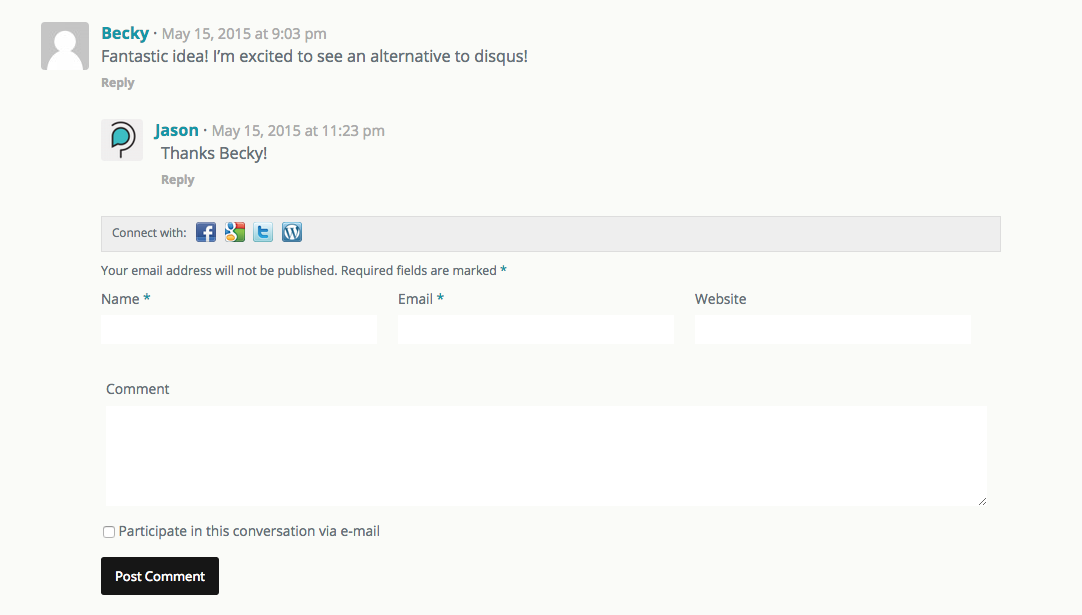 Becky · May 15, 2015 at 9:03 pm
Fantastic idea! I’m excited to see an alternative to disqus!
Reply
Jason · May 15, 2015 at 11:23 pm
Thanks Becky!
Reply
Connect with:
Your email address will not be published. Required fields are marked *
Name * Email * Website
Comment
Participate in this conversation via e-mail
Post Comment